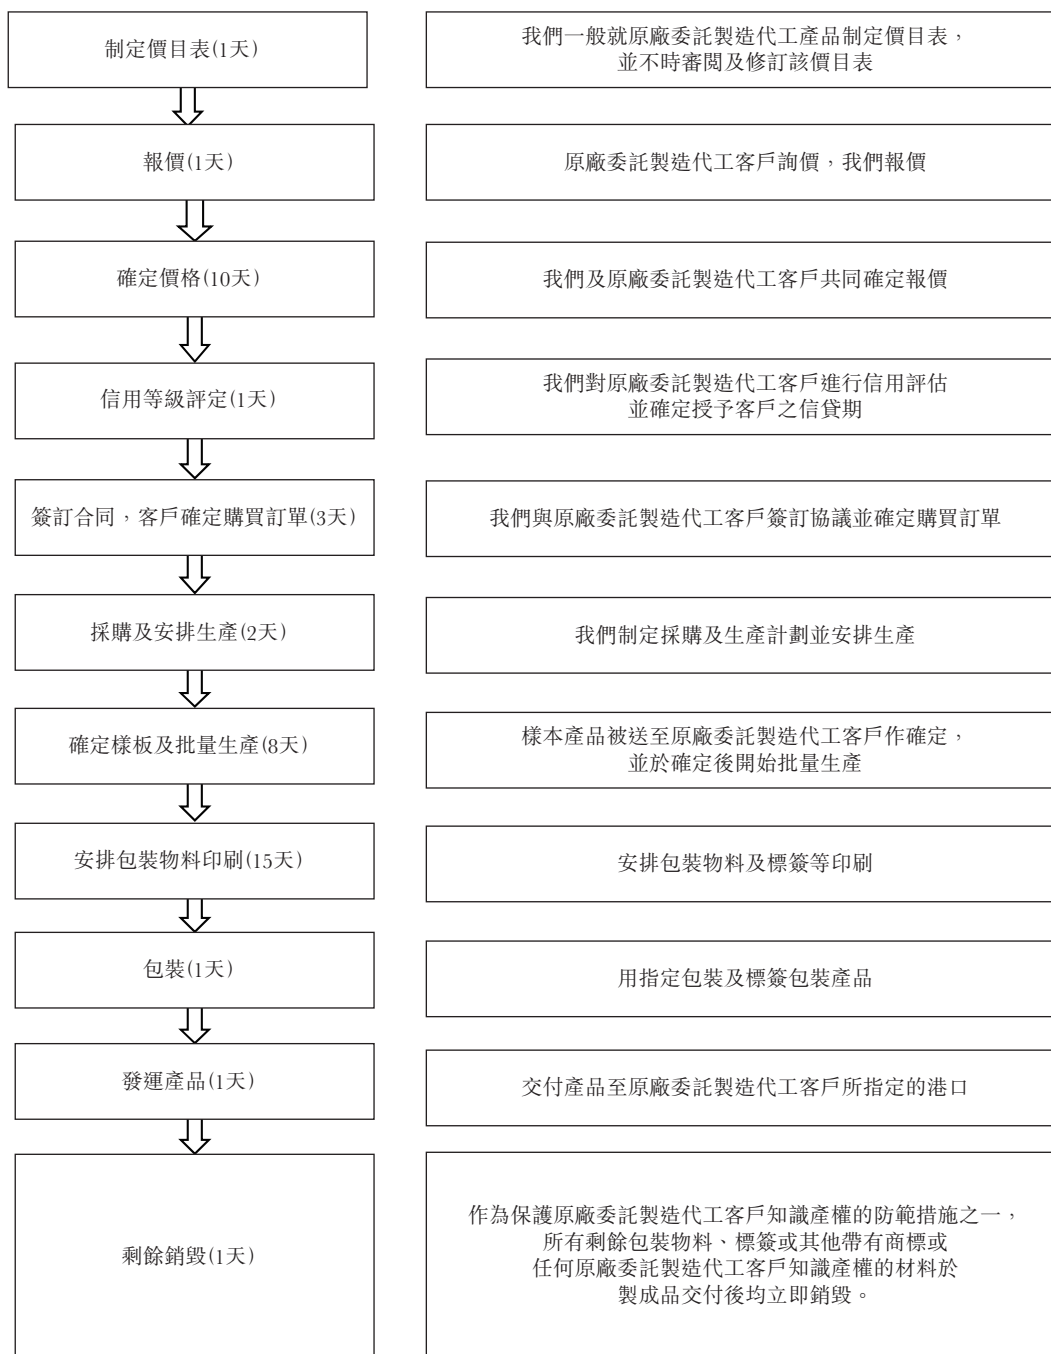 制定價目表(1天)
我們一般就原廠委託製造代工產品制定價目表，
並不時審閱及修訂該價目表
報價(1天)
原廠委託製造代工客戶詢價，我們報價
確定價格(10天)
我們及原廠委託製造代工客戶共同確定報價
信用等級評定(1天)
我們對原廠委託製造代工客戶進行信用評估
並確定授予客戶之信貸期
簽訂合同，客戶確定購買訂單(3天)
我們與原廠委託製造代工客戶簽訂協議並確定購買訂單
採購及安排生產(2天)
我們制定採購及生產計劃並安排生產
確定樣板及批量生產(8天)
樣本產品被送至原廠委託製造代工客戶作確定，
並於確定後開始批量生產
安排包裝物料印刷(15天)
安排包裝物料及標簽等印刷
包裝(1天)
用指定包裝及標簽包裝產品
發運產品(1天)
交付產品至原廠委託製造代工客戶所指定的港口
剩餘銷毀(1天)
作為保護原廠委託製造代工客戶知識產權的防範措施之一，
所有剩餘包裝物料、標簽或其他帶有商標或
任何原廠委託製造代工客戶知識產權的材料於
製成品交付後均立即銷毀。